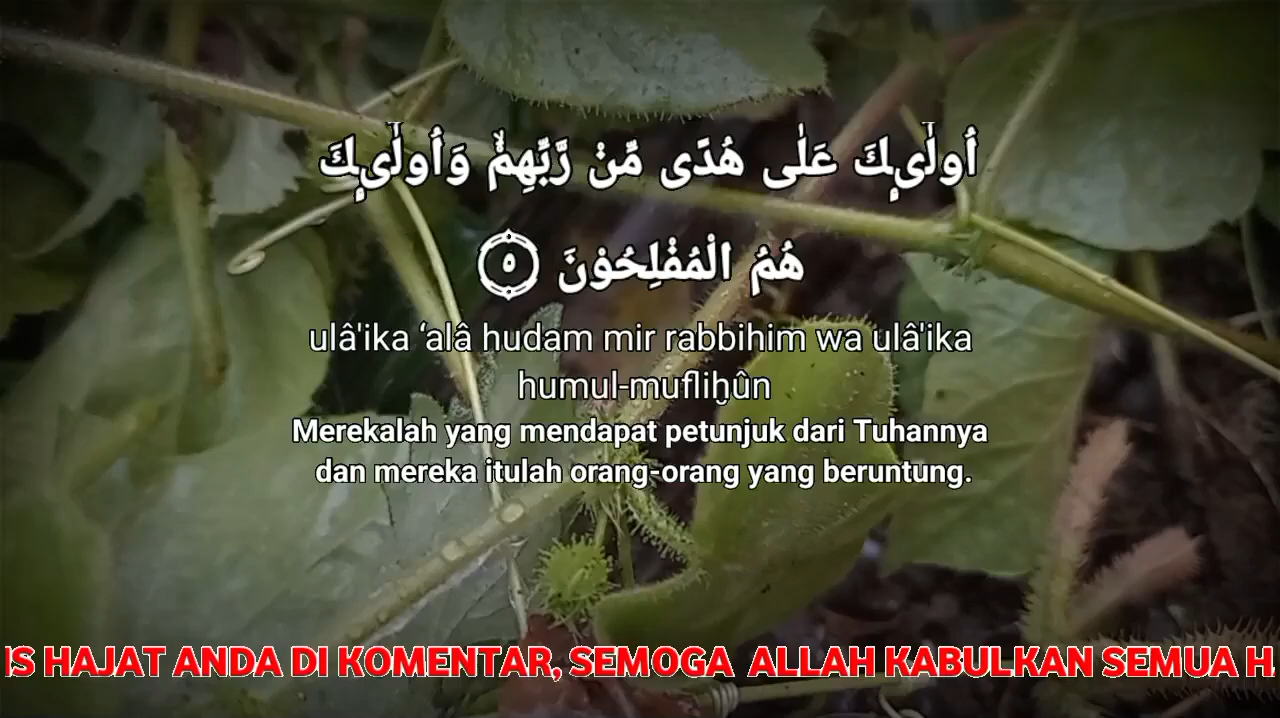 أُولٰۤىِٕكَ عَلٰى هُدًى مِّنْ رَّبِّهِمْۙ وَاُولٰۤىِٕكَ
هُمُ الْمُفْلِحُوْنَ ٥
ulâ'ika ‘alâ hudam mir rabbihim wa ulâ'ika
humul-mufliḫûn
Merekalah yang mendapat petunjuk dari Tuhannya
dan mereka itulah orang-orang yang beruntung.
IS HAJAT ANDA DI KOMENTAR, SEMOGA ALLAH KABULKAN SEMUA HA